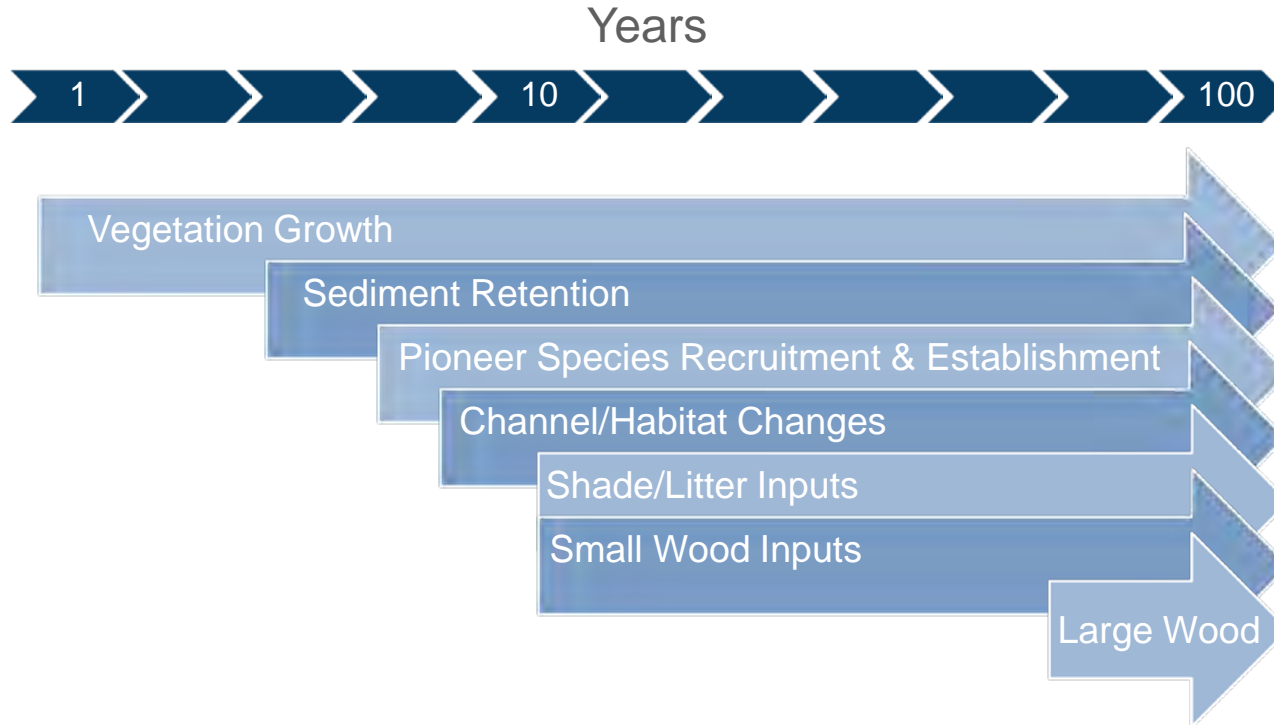 Years
1 10 100
Vegetation Growth
Sediment Retention
Pioneer Species Recruitment & Establishment
Channel/Habitat Changes
Shade/Litter Inputs
Small Wood Inputs
Large Wood